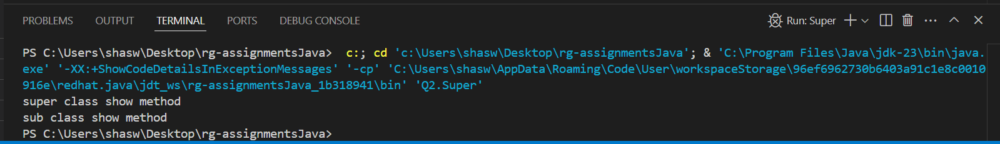 PROBLEMS OUTPUT TERMINAL PORTS DEBUG CONSOLE Run: Super
PS C:\Users\shasw\Desktop\rg-assignmentsJava>  c:; cd 'c:\Users\shasw\Desktop\rg-assignmentsJava'; & 'C:\Program Files\Java\jdk-23\bin\java.
exe' '-XX:+ShowCodeDetailsInExceptionMessages' '-cp' 'C:\Users\shasw\AppData\Roaming\Code\User\workspaceStorage\96ef6962730b6403a91c1e8c0010
916e\redhat.java\jdt_ws\rg-assignmentsJava_1b318941\bin' 'Q2.Super'
super class show method
sub class show method
PS C:\Users\shasw\Desktop\rg-assignmentsJava>